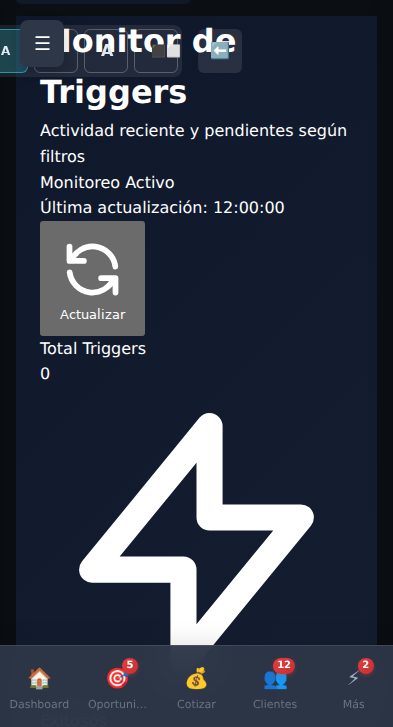 A
☰
A
Monitor de
Triggers
Actividad reciente y pendientes según
filtros
Monitoreo Activo
Última actualización: 12:00:00
Actualizar
Total Triggers
0
5
12
2
Dashboard
Oportuni...
Cotizar
Clientes
Más